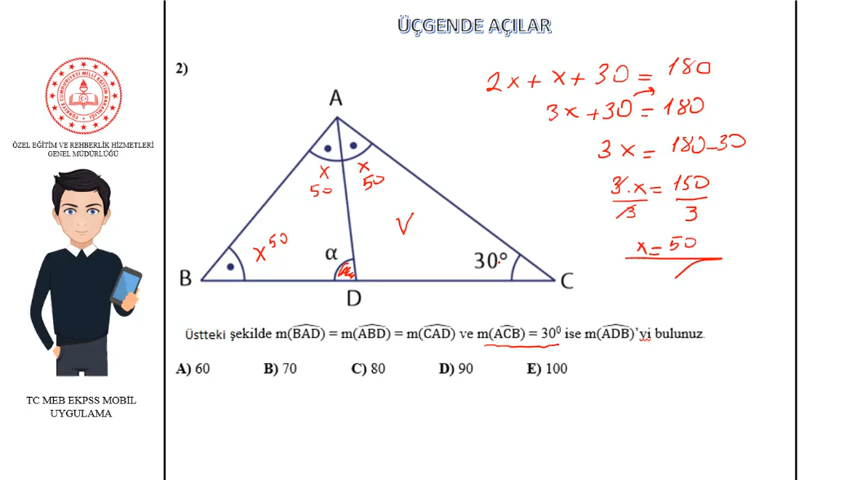 ÜÇGENDE AÇILAR
2)
2x + x + 30 = 180
3x + 30 = 180
3x = 180 - 30
3.x = 150
3 3
x = 50
ÖZEL EĞİTİM VE REHBERLİK HİZMETLERİ
GENEL MÜDÜRLÜĞÜ
A
x x
50 50
x 50
V
α
30°
B
D
C
Üstteki şekilde m(BAD) = m(ABD) = m(CAD) ve m(ACB) = 30⁰ ise m(ADB)'yi bulunuz.
A) 60 B) 70 C) 80 D) 90 E) 100
TC MEB EKPSS MOBİL
UYGULAMA